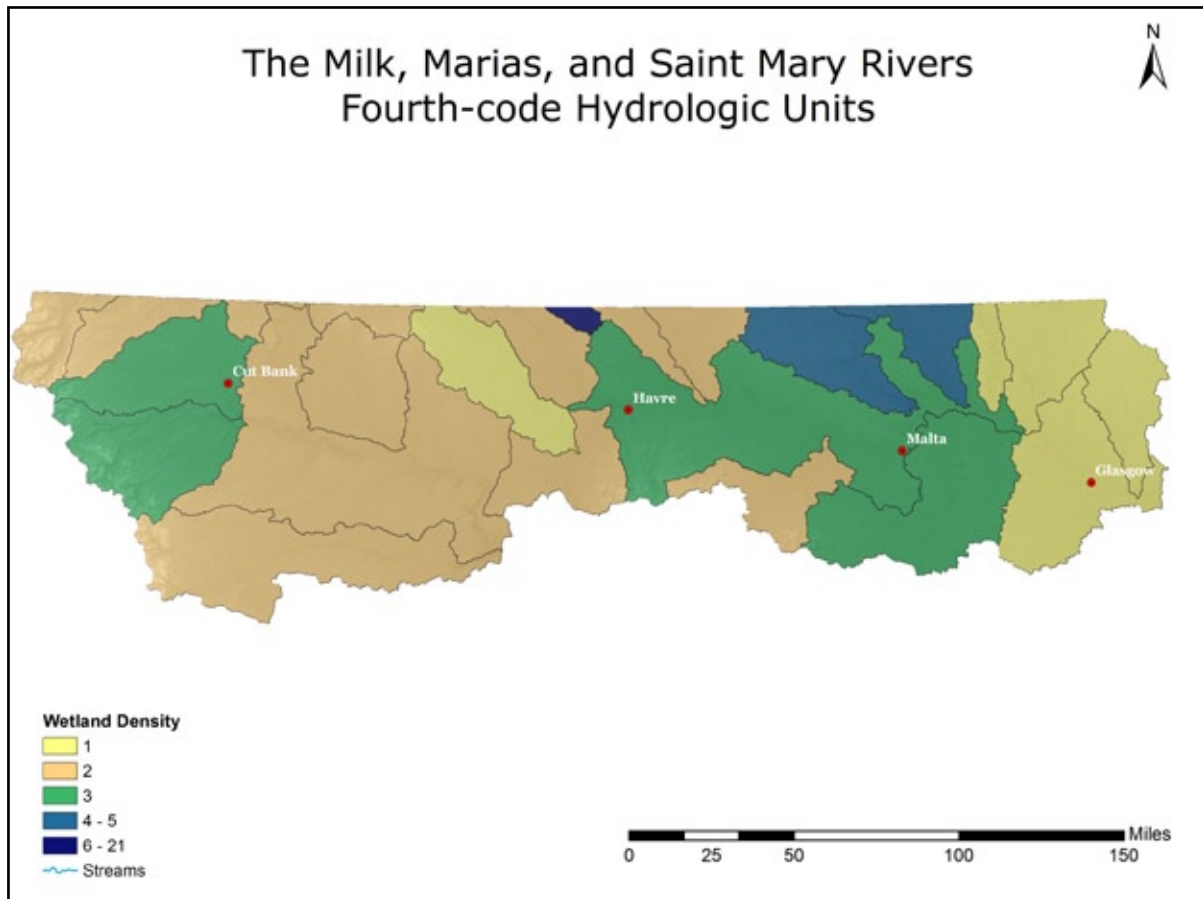 N
The Milk, Marias, and Saint Mary Rivers
Fourth-code Hydrologic Units
Cut Bank
Havre
Malta
Glasgow
Wetland Density
1
2
3
4 - 5
6 - 21
Streams
Miles
0 25 50 100 150